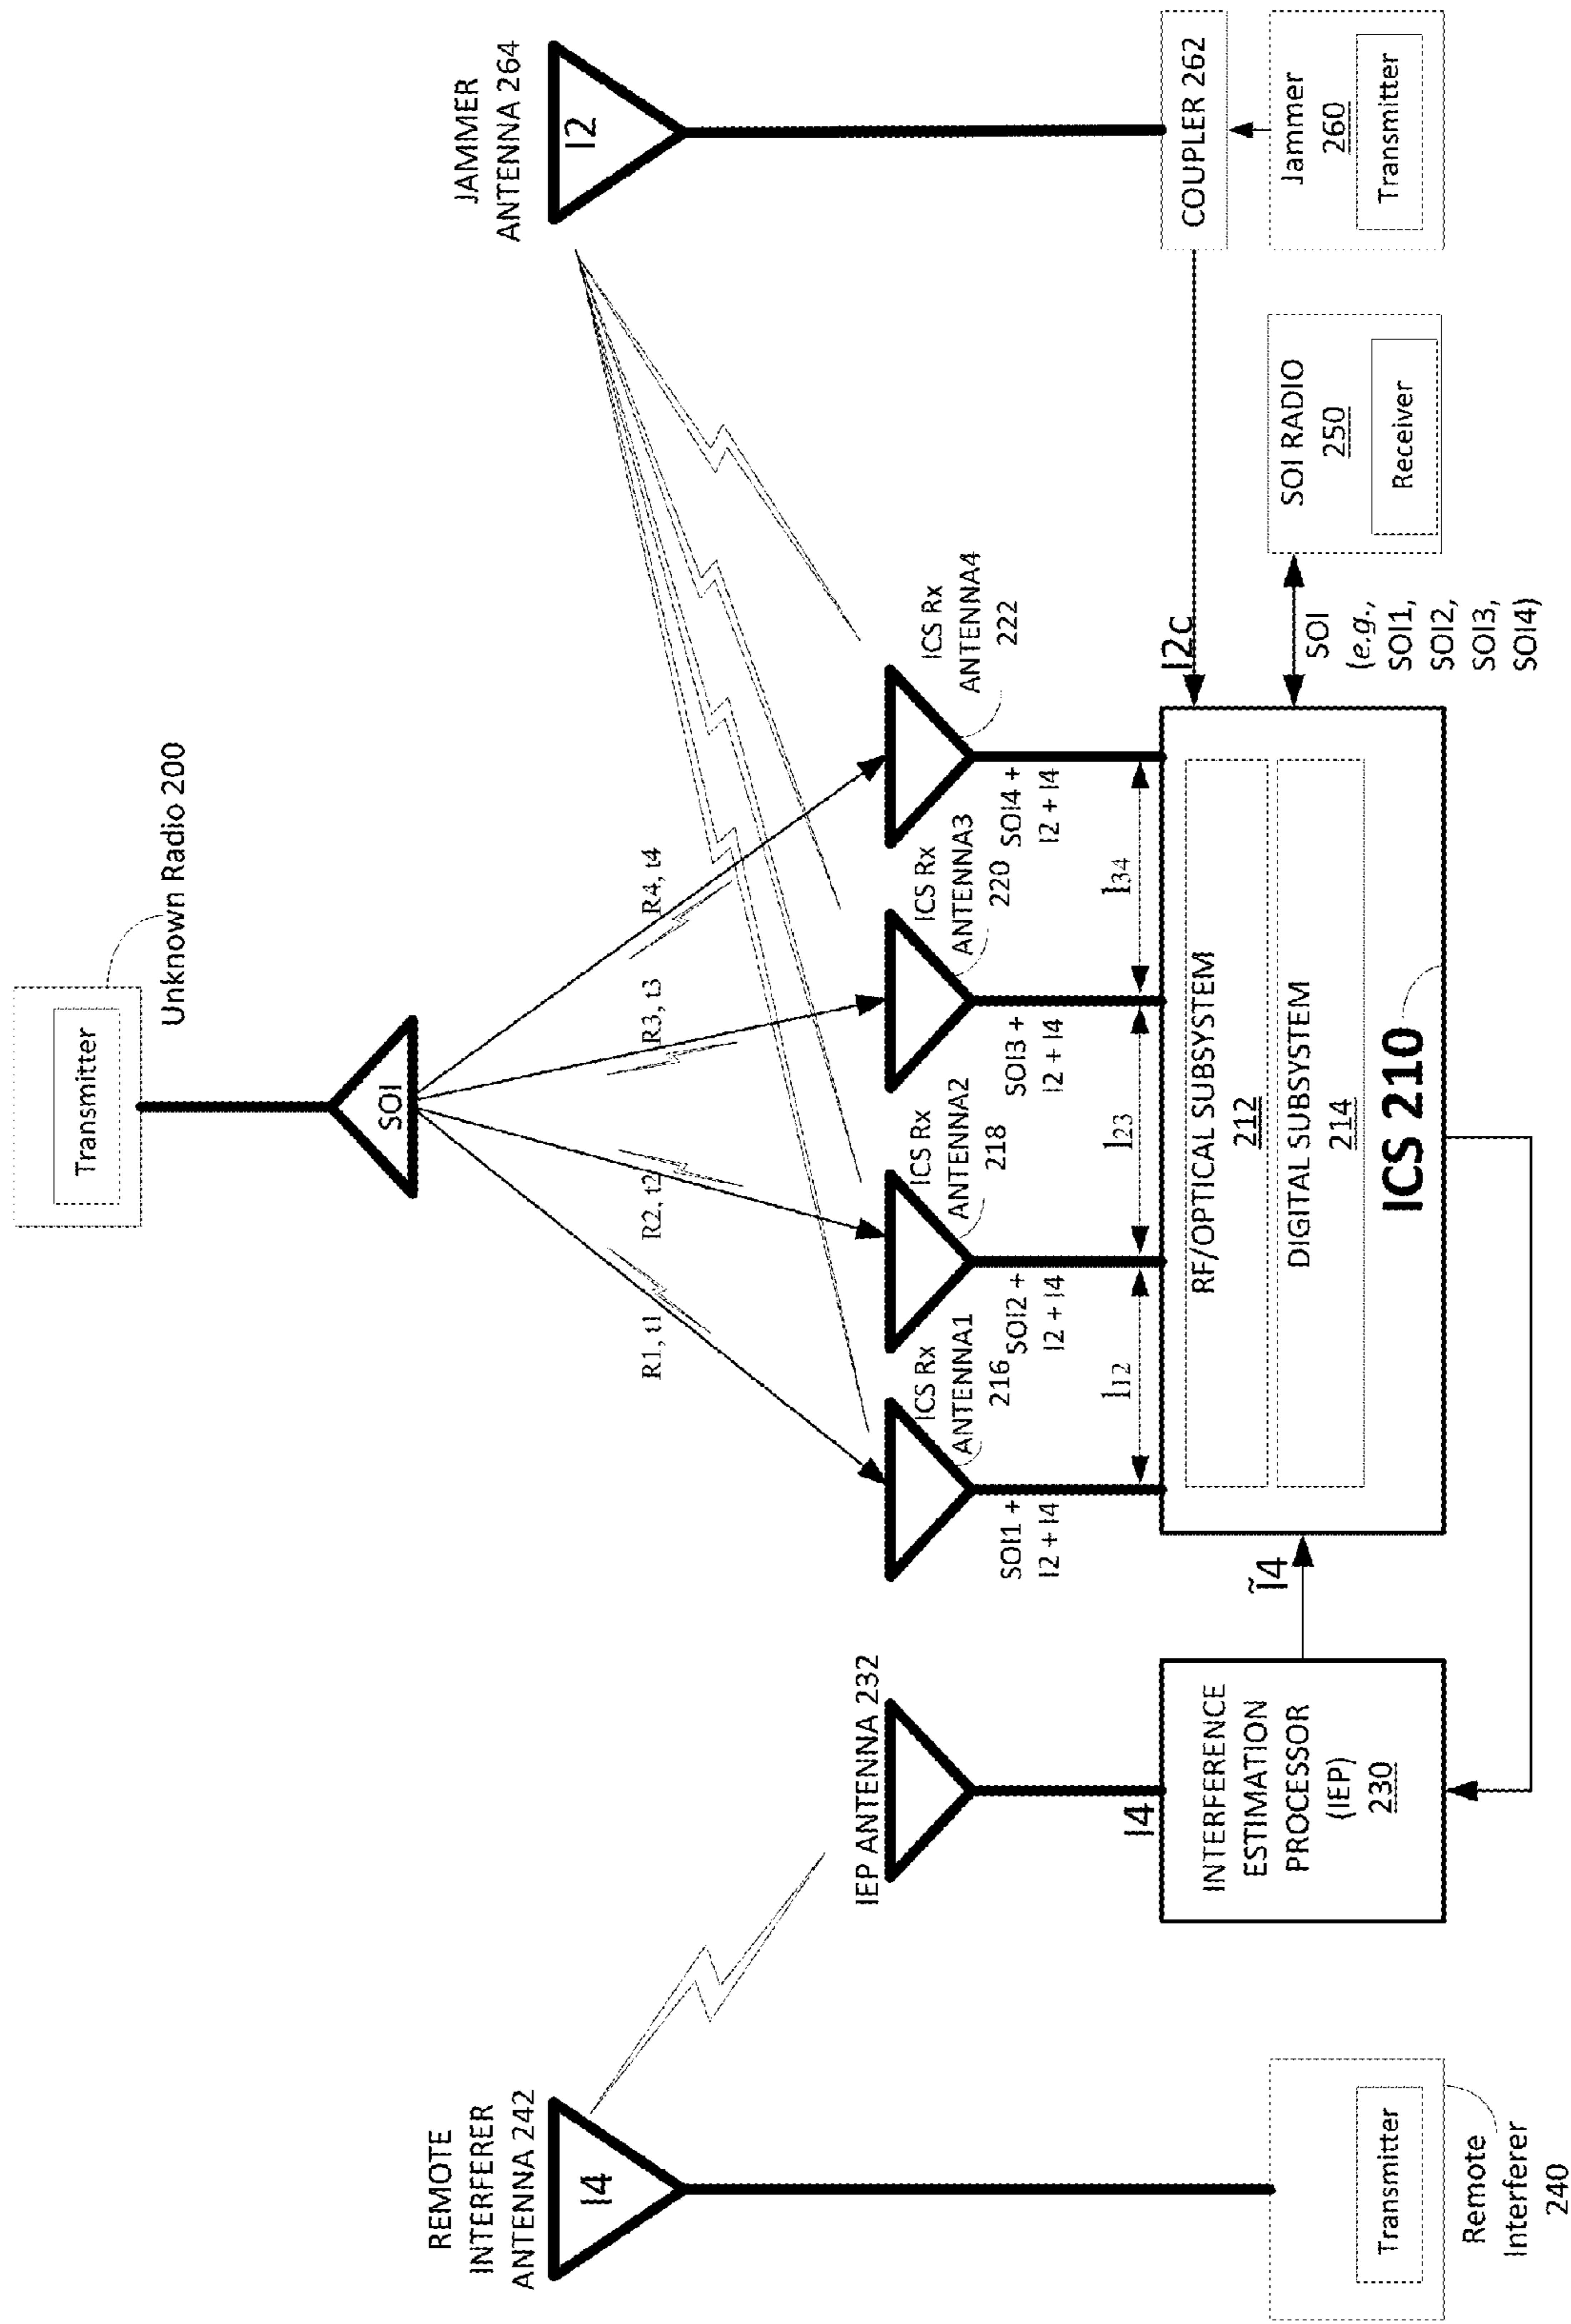 Transmitter
Unknown Radio 200
SOI
REMOTE
INTERFERER
ANTENNA 242
I4
JAMMER
ANTENNA 264
I2
R1, t1
R2, t2
R3, t3
R4, t4
IEP ANTENNA 232
I4
ICS Rx
ANTENNA1
216
SOI1 +
I2 + I4
ICS Rx
ANTENNA2
218
SOI2 +
I2 + I4
ICS Rx
ANTENNA3
220
SOI3 +
I2 + I4
ICS Rx
ANTENNA4
222
SOI4 +
I2 + I4
l12
l23
l34
Transmitter
Remote
Interferer
240
INTERFERENCE
ESTIMATION
PROCESSOR
(IEP)
230
Ĩ4
RF/OPTICAL SUBSYSTEM
212
DIGITAL SUBSYSTEM
214
ICS 210
I2c
SOI
(e.g.,
SOI1,
SOI2,
SOI3,
SOI4)
SOI RADIO
250
Receiver
COUPLER 262
Jammer
260
Transmitter